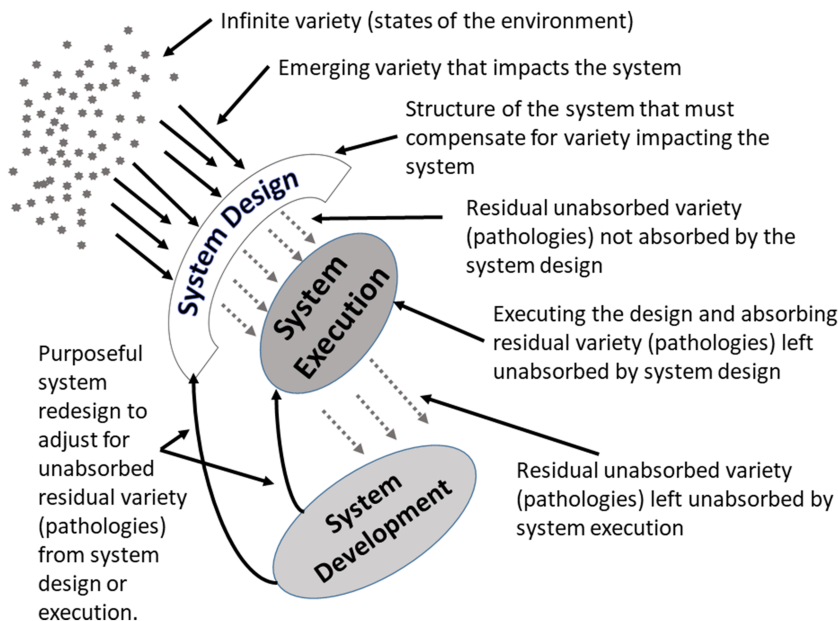 Infinite variety (states of the environment)
Emerging variety that impacts the system
Structure of the system that must
compensate for variety impacting the
system
System Design
Residual unabsorbed variety
(pathologies) not absorbed by the
system design
System
Execution
Executing the design and absorbing
residual variety (pathologies) left
unabsorbed by system design
Purposeful
system
redesign to
adjust for
unabsorbed
residual variety
(pathologies)
from system
design or
execution.
Residual unabsorbed variety
(pathologies) left unabsorbed by
system execution
System
Development